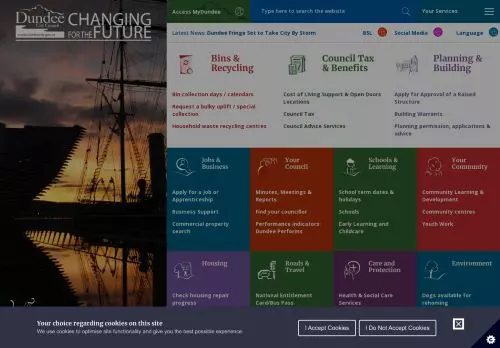 Dundee
City Council
CHANGING
FOR THE FUTURE
www.dundee.gov.uk
Access MyDundee
Type here to search the website
Your Services
Latest News: Dundee Fringe Set to Take City By Storm
BSL
Social Media
Language
Bins &
Recycling
Bin collection days / calendars
Request a bulky uplift / special
collection
Household waste recycling centres
Council Tax
& Benefits
Cost of Living Support & Open Doors
Locations
Council Tax
Council Advice Services
Planning &
Building
Apply for Approval of a Raised
Structure
Building Warrants
Planning permission, applications &
advice
Jobs &
Business
Apply for a job or
Apprenticeship
Business Support
Commercial property
search
Your
Council
Minutes, Meetings &
Reports
Find your councillor
Performance indicators
Dundee Performs
Schools &
Learning
School term dates &
holidays
Schools
Early Learning and
Childcare
Your
Community
Community Learning &
Development
Community centres
Youth Work
Housing
Check housing repair
progress
Roads &
Travel
National Entitlement
Card/Bus Pass
Care and
Protection
Health & Social Care
Services
Environment
Dogs available for
rehoming
Your choice regarding cookies on this site
We use cookies to optimise site functionality and give you the best possible experience.
I Accept Cookies
I Do Not Accept Cookies